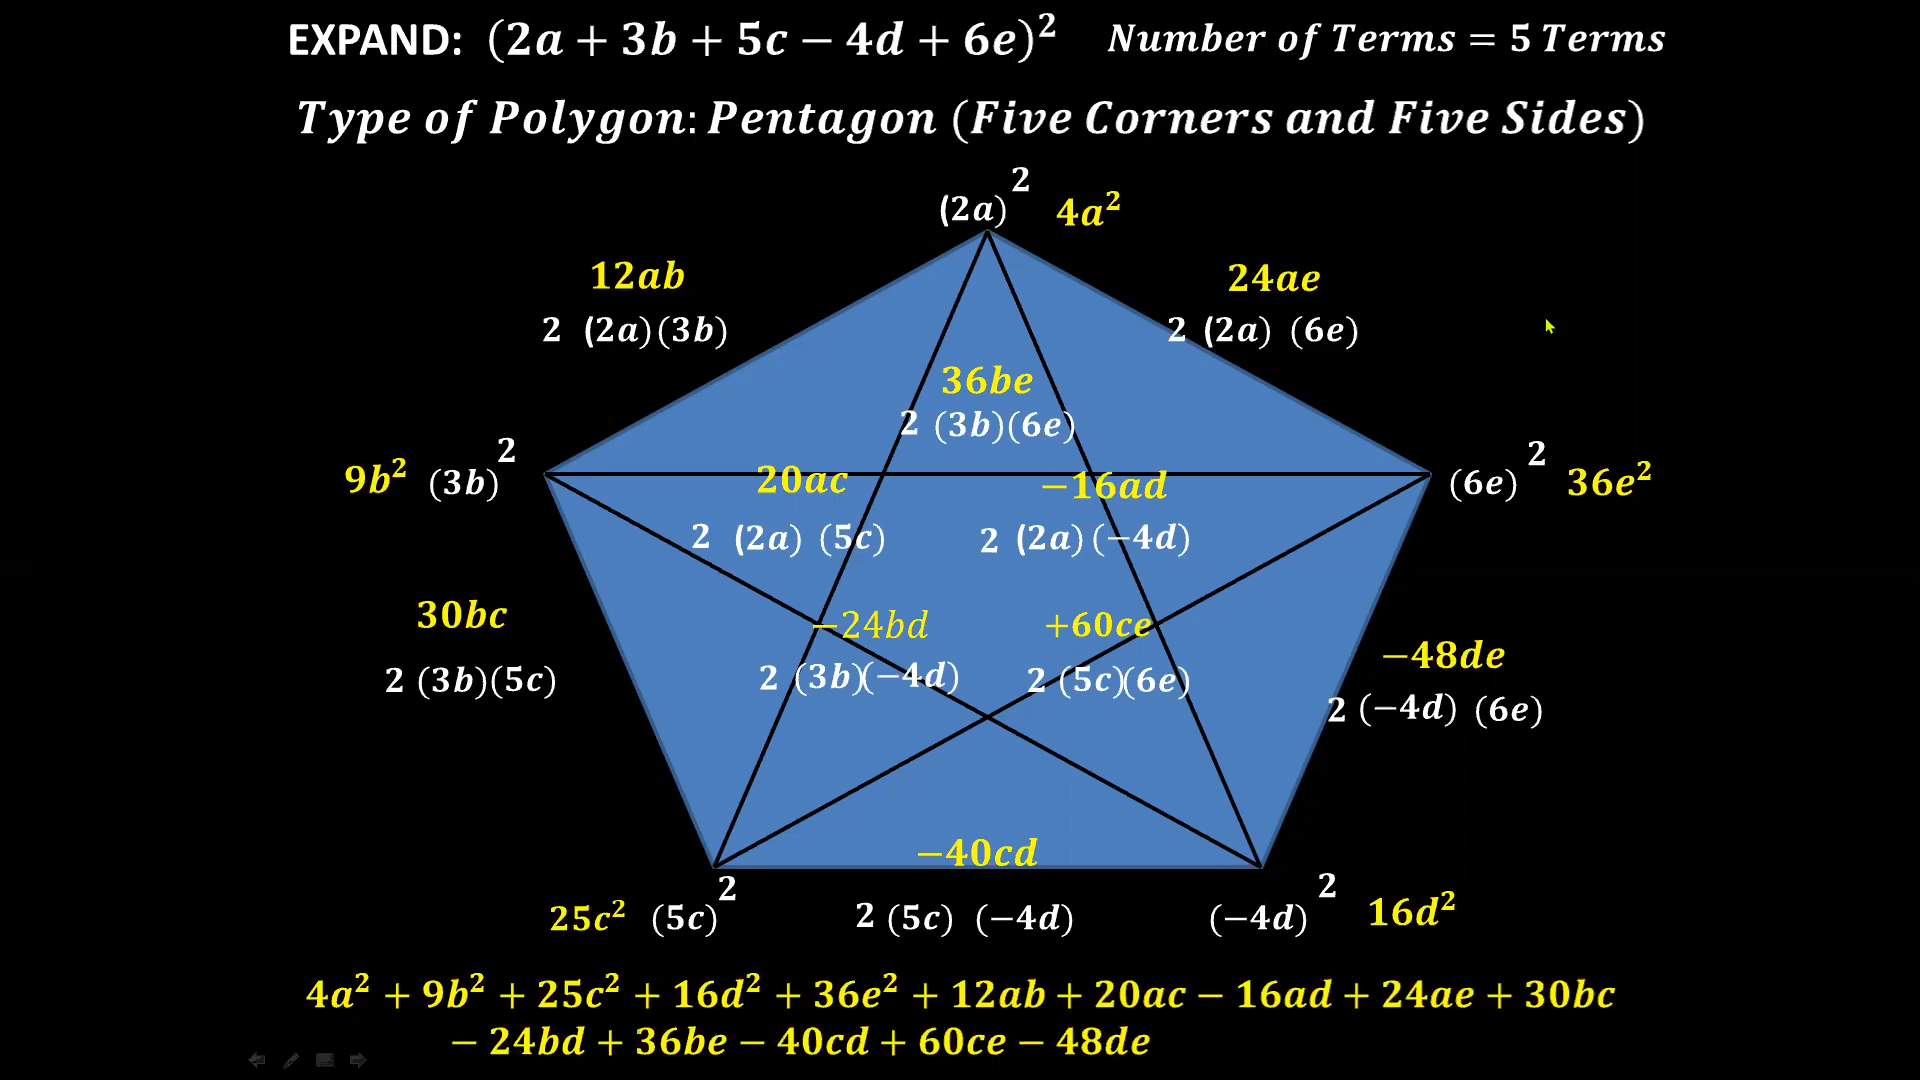 EXPAND: (2a + 3b + 5c − 4d + 6e)² Number of Terms = 5 Terms
Type of Polygon: Pentagon (Five Corners and Five Sides)
(2a)² 4a²
12ab
2 (2a)(3b)
24ae
2 (2a) (6e)
36be
2 (3b)(6e)
9b² (3b)²
20ac
2 (2a) (5c)
−16ad
2 (2a)(−4d)
(6e)² 36e²
30bc
2 (3b)(5c)
−24bd
2 (3b)(−4d)
+60ce
2 (5c)(6e)
−48de
2 (−4d) (6e)
−40cd
25c² (5c)²
2 (5c) (−4d)
(−4d)² 16d²
4a² + 9b² + 25c² + 16d² + 36e² + 12ab + 20ac − 16ad + 24ae + 30bc
− 24bd + 36be − 40cd + 60ce − 48de